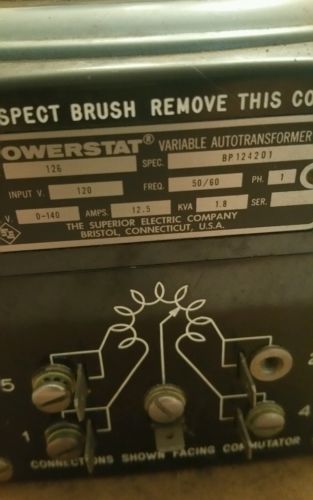 SPECT BRUSH REMOVE THIS CO
OWERSTAT® VARIABLE AUTOTRANSFORMER
126 SPEC. BP124201
INPUT V. 120 FREQ. 50/60 PH. 1
V. 0-140 AMPS. 12.5 KVA 1.8 SER.
THE SUPERIOR ELECTRIC COMPANY
BRISTOL, CONNECTICUT, U.S.A.
5 2
1 4
CONNECTIONS SHOWN FACING COMMUTATOR